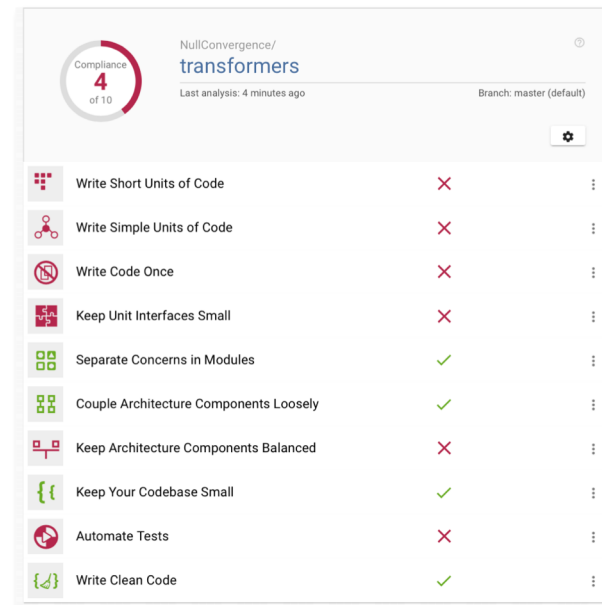 Compliance
4
of 10
NullConvergence/
transformers
Last analysis: 4 minutes ago
Branch: master (default)
Write Short Units of Code
Write Simple Units of Code
Write Code Once
Keep Unit Interfaces Small
Separate Concerns in Modules
Couple Architecture Components Loosely
Keep Architecture Components Balanced
Keep Your Codebase Small
Automate Tests
Write Clean Code